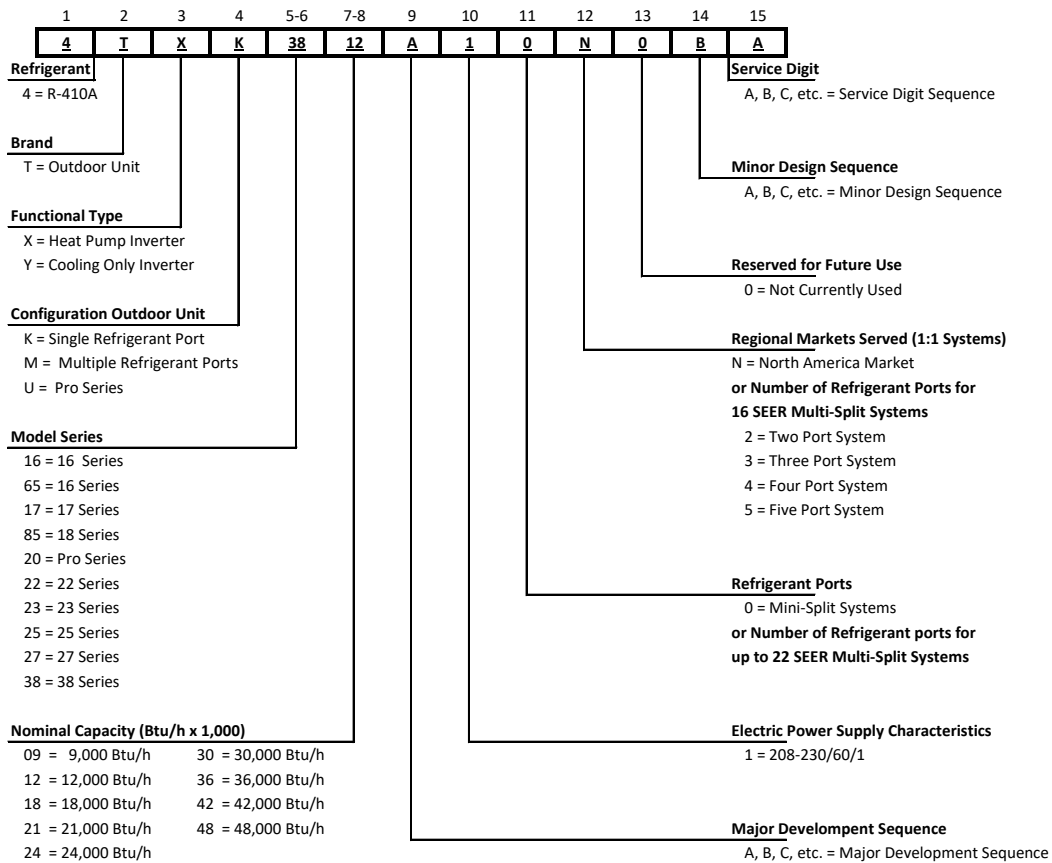 1 2 3 4 5-6 7-8 9 10 11 12 13 14 15
4 T X K 38 12 A 1 0 N 0 B A
Refrigerant
4 = R-410A
Brand
T = Outdoor Unit
Functional Type
X = Heat Pump Inverter
Y = Cooling Only Inverter
Configuration Outdoor Unit
K = Single Refrigerant Port
M = Multiple Refrigerant Ports
U = Pro Series
Model Series
16 = 16 Series
65 = 16 Series
17 = 17 Series
85 = 18 Series
20 = Pro Series
22 = 22 Series
23 = 23 Series
25 = 25 Series
27 = 27 Series
38 = 38 Series
Nominal Capacity (Btu/h x 1,000)
09 = 9,000 Btu/h 30 = 30,000 Btu/h
12 = 12,000 Btu/h 36 = 36,000 Btu/h
18 = 18,000 Btu/h 42 = 42,000 Btu/h
21 = 21,000 Btu/h 48 = 48,000 Btu/h
24 = 24,000 Btu/h
Service Digit
A, B, C, etc. = Service Digit Sequence
Minor Design Sequence
A, B, C, etc. = Minor Design Sequence
Reserved for Future Use
0 = Not Currently Used
Regional Markets Served (1:1 Systems)
N = North America Market
or Number of Refrigerant Ports for
16 SEER Multi-Split Systems
2 = Two Port System
3 = Three Port System
4 = Four Port System
5 = Five Port System
Refrigerant Ports
0 = Mini-Split Systems
or Number of Refrigerant ports for
up to 22 SEER Multi-Split Systems
Electric Power Supply Characteristics
1 = 208-230/60/1
Major Develompent Sequence
A, B, C, etc. = Major Development Sequence